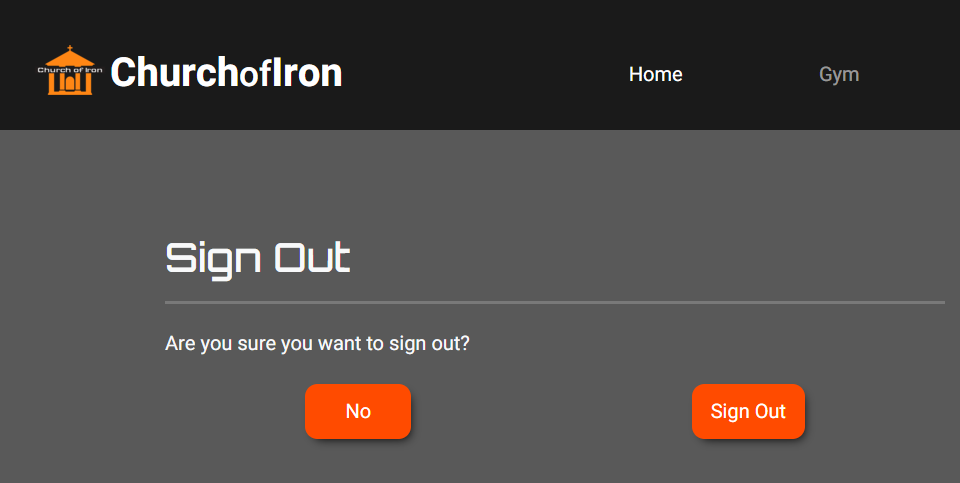 Church of Iron
ChurchofIron
Home
Gym
Sign Out
Are you sure you want to sign out?
No
Sign Out